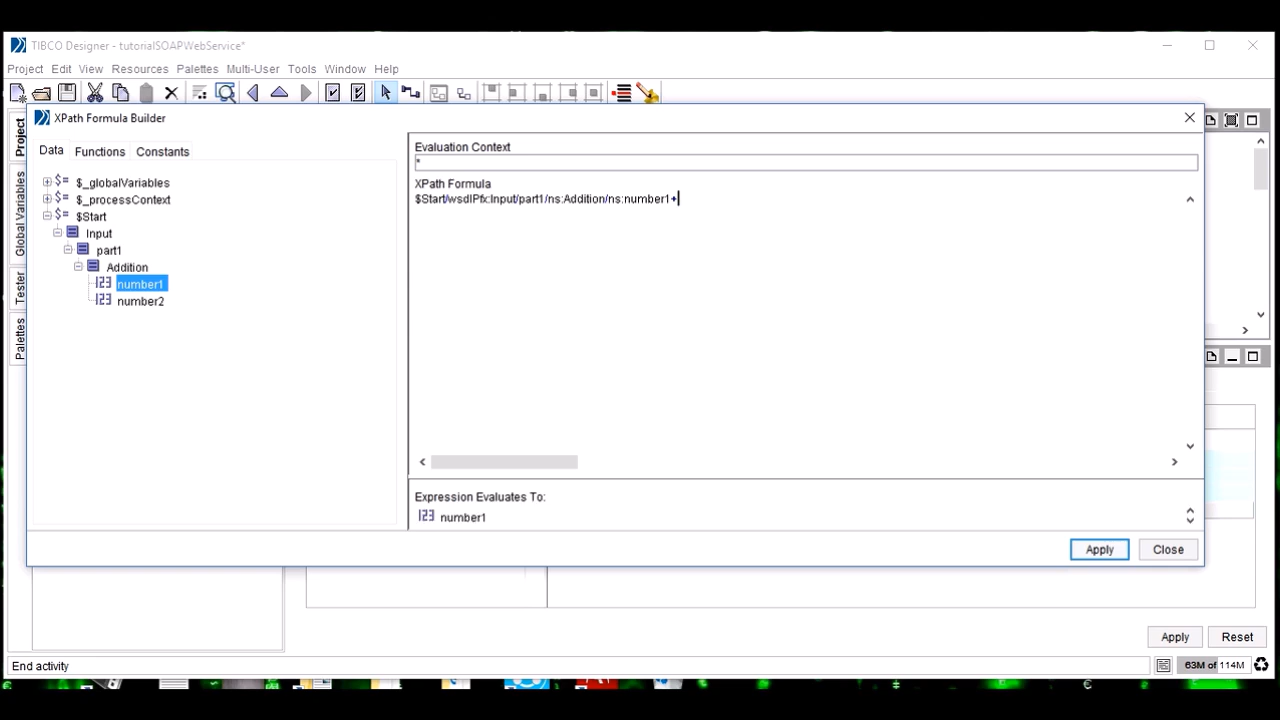 TIBCO Designer - tutorialSOAPWebService*
Project Edit View Resources Palettes Multi-User Tools Window Help
XPath Formula Builder
Project
Global Variables
Tester
Palettes
Data Functions Constants
$= $_globalVariables
$= $_processContext
$= $Start
Input
part1
Addition
123 number1
123 number2
Evaluation Context
*
XPath Formula
$Start/wsdlPfx:Input/part1/ns:Addition/ns:number1+
Expression Evaluates To:
123 number1
Apply Close
Apply Reset
End activity
63M of 114M